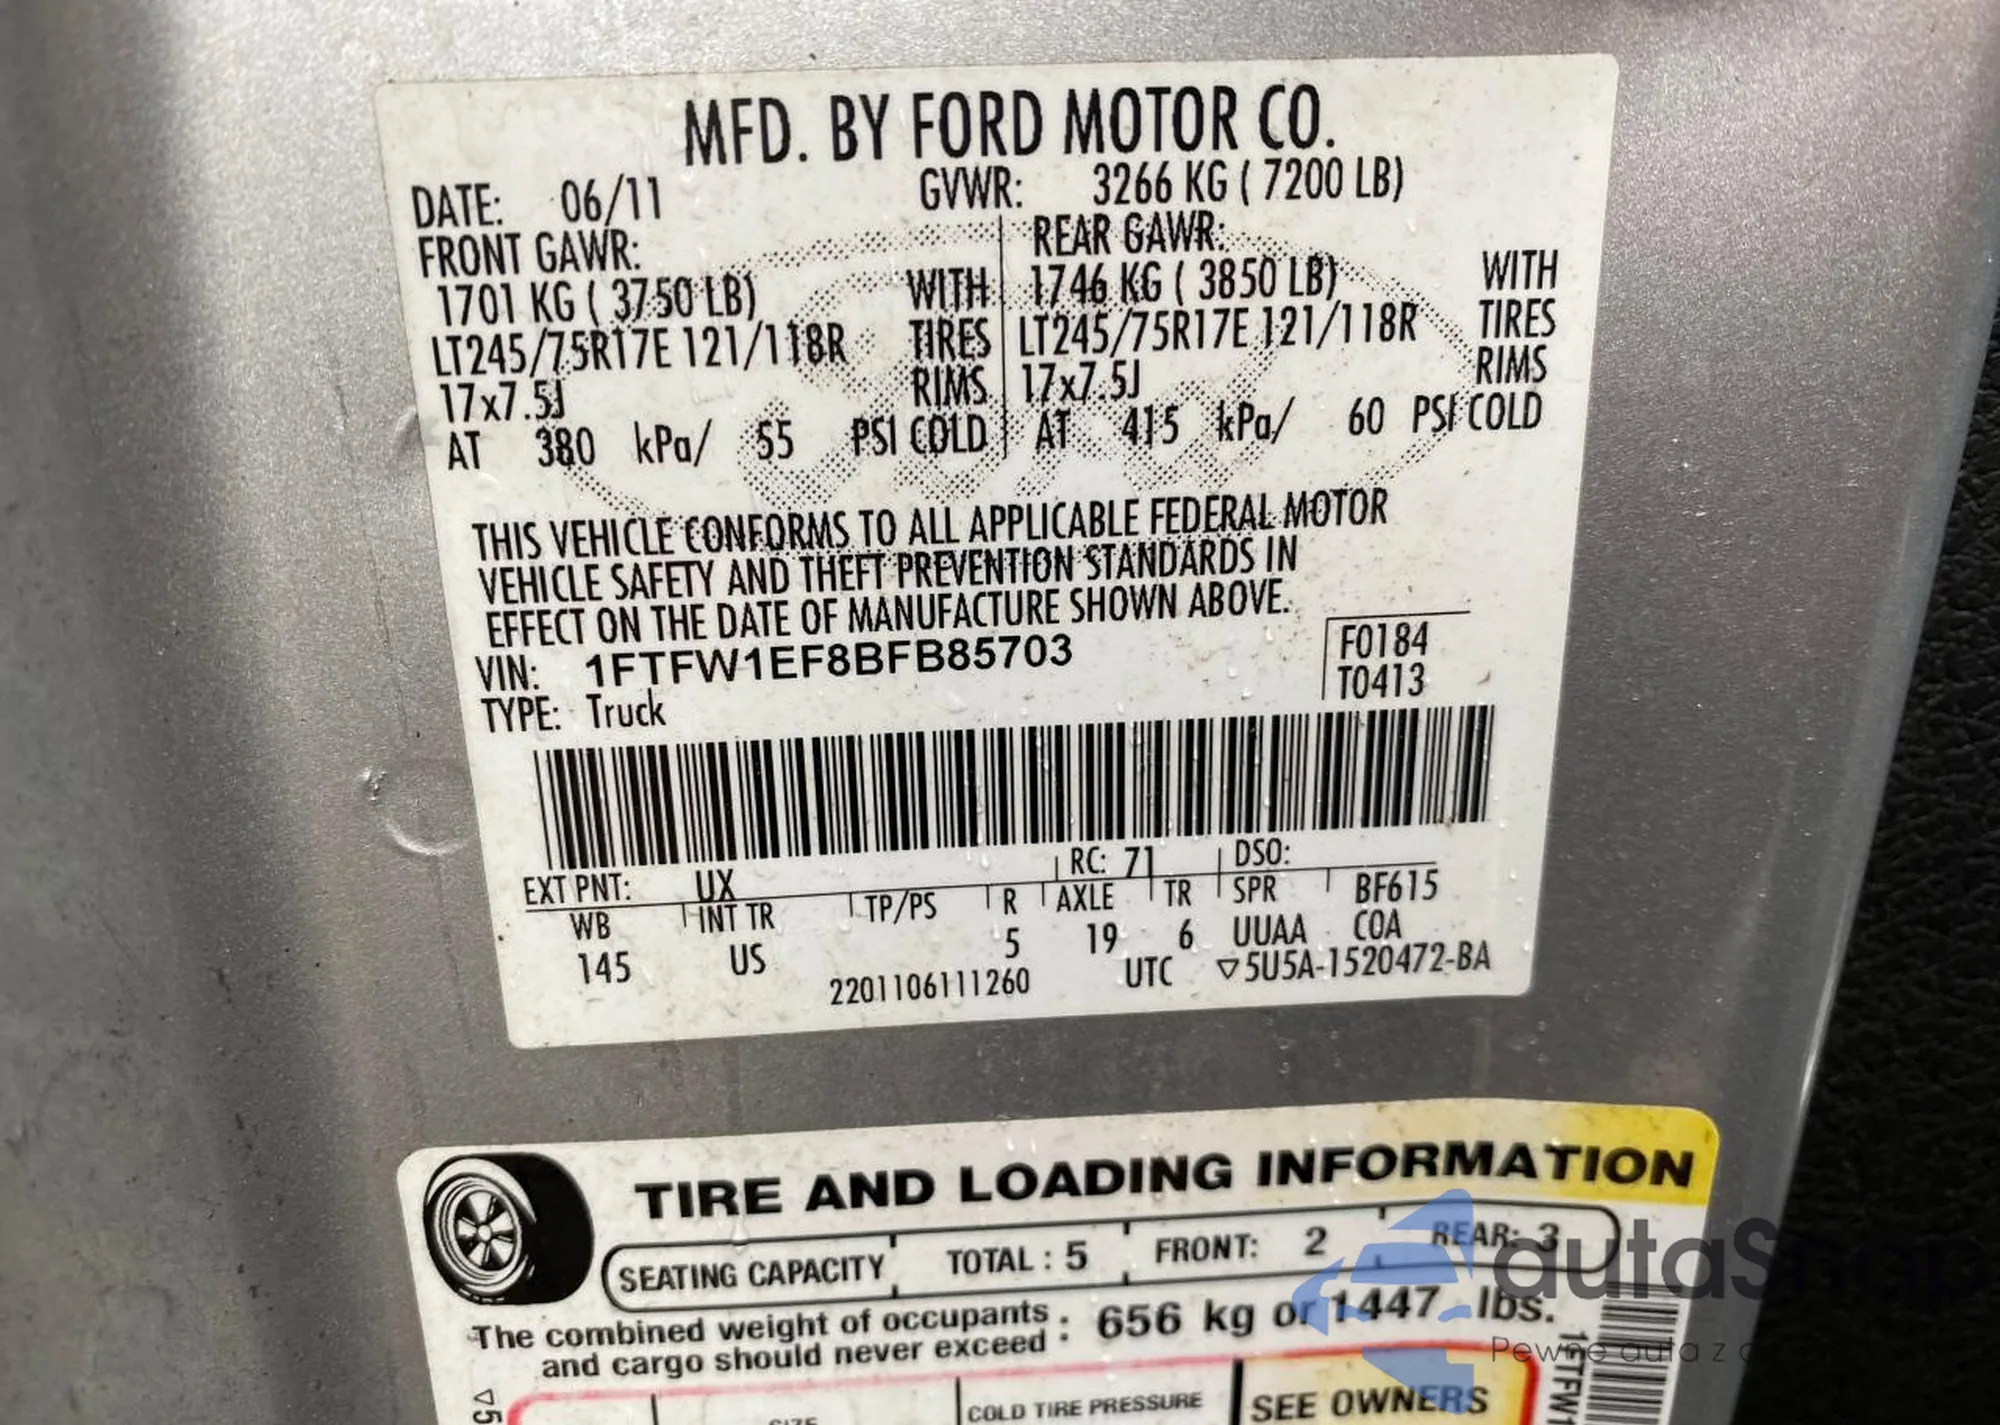 MFD. BY FORD MOTOR CO.
DATE: 06/11 GVWR: 3266 KG ( 7200 LB)
FRONT GAWR: REAR GAWR:
1701 KG ( 3750 LB) WITH 1746 KG ( 3850 LB) WITH
LT245/75R17E 121/118R TIRES LT245/75R17E 121/118R TIRES
17x7.5J RIMS 17x7.5J RIMS
AT 380 kPa/ 55 PSI COLD AT 415 kPa/ 60 PSI COLD
THIS VEHICLE CONFORMS TO ALL APPLICABLE FEDERAL MOTOR
VEHICLE SAFETY AND THEFT PREVENTION STANDARDS IN
EFFECT ON THE DATE OF MANUFACTURE SHOWN ABOVE.
VIN: 1FTFW1EF8BFB85703 F0184
TYPE: Truck T0413
EXT PNT: UX RC: 71 DSO:
WB INT TR TP/PS R AXLE TR SPR BF615
145 US 5 19 6 UUAA COA
2201106111260 UTC ▽5U5A-1520472-BA
TIRE AND LOADING INFORMATION
SEATING CAPACITY TOTAL : 5 FRONT: 2 REAR: 3
The combined weight of occupants : 656 kg or 1447 lbs.
and cargo should never exceed :
SIZE COLD TIRE PRESSURE SEE OWNERS
▽5
1FTFW1
autaShop
Pewne auta z